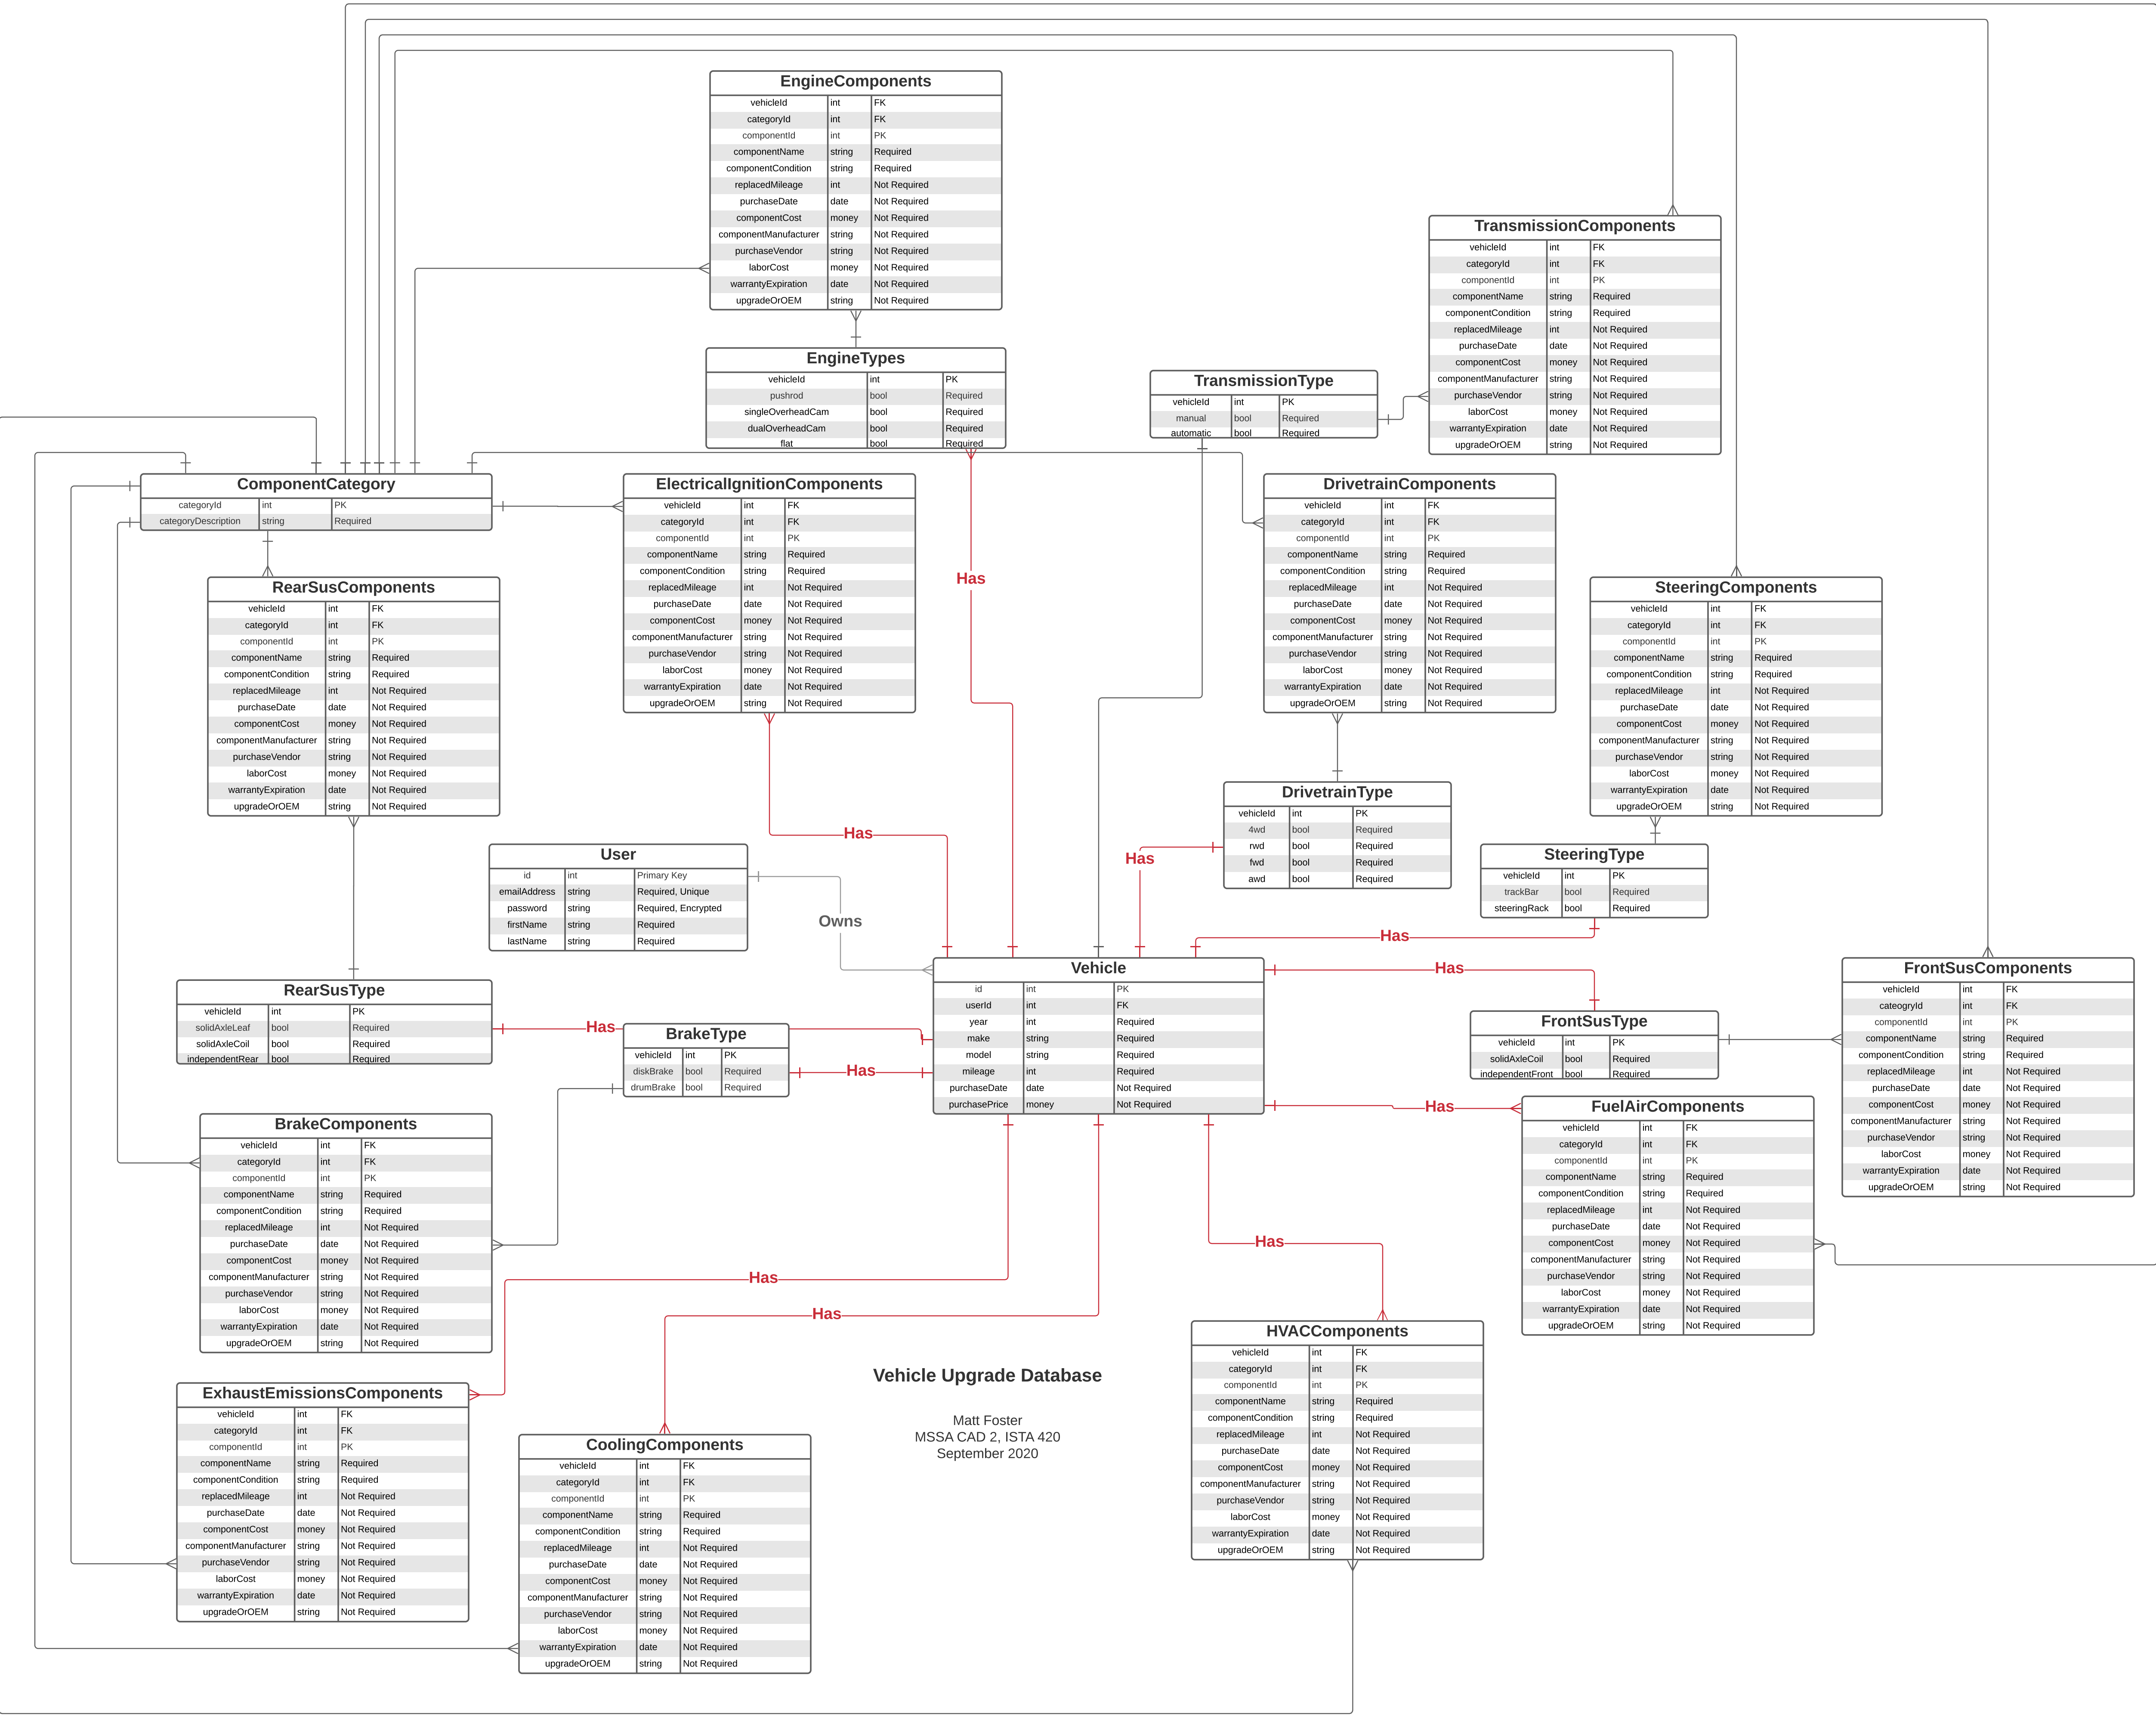 EngineComponents
vehicleId int FK
categoryId int FK
componentId int PK
componentName string Required
componentCondition string Required
replacedMileage int Not Required
purchaseDate date Not Required
componentCost money Not Required
componentManufacturer string Not Required
purchaseVendor string Not Required
laborCost money Not Required
warrantyExpiration date Not Required
upgradeOrOEM string Not Required
TransmissionComponents
vehicleId int FK
categoryId int FK
componentId int PK
componentName string Required
componentCondition string Required
replacedMileage int Not Required
purchaseDate date Not Required
componentCost money Not Required
componentManufacturer string Not Required
purchaseVendor string Not Required
laborCost money Not Required
warrantyExpiration date Not Required
upgradeOrOEM string Not Required
EngineTypes
vehicleId int PK
pushrod bool Required
singleOverheadCam bool Required
dualOverheadCam bool Required
flat bool Required
TransmissionType
vehicleId int PK
manual bool Required
automatic bool Required
ComponentCategory
categoryId int PK
categoryDescription string Required
ElectricalIgnitionComponents
vehicleId int FK
categoryId int FK
componentId int PK
componentName string Required
componentCondition string Required
replacedMileage int Not Required
purchaseDate date Not Required
componentCost money Not Required
componentManufacturer string Not Required
purchaseVendor string Not Required
laborCost money Not Required
warrantyExpiration date Not Required
upgradeOrOEM string Not Required
Has
DrivetrainComponents
vehicleId int FK
categoryId int FK
componentId int PK
componentName string Required
componentCondition string Required
replacedMileage int Not Required
purchaseDate date Not Required
componentCost money Not Required
componentManufacturer string Not Required
purchaseVendor string Not Required
laborCost money Not Required
warrantyExpiration date Not Required
upgradeOrOEM string Not Required
RearSusComponents
vehicleId int FK
categoryId int FK
componentId int PK
componentName string Required
componentCondition string Required
replacedMileage int Not Required
purchaseDate date Not Required
componentCost money Not Required
componentManufacturer string Not Required
purchaseVendor string Not Required
laborCost money Not Required
warrantyExpiration date Not Required
upgradeOrOEM string Not Required
SteeringComponents
vehicleId int FK
categoryId int FK
componentId int PK
componentName string Required
componentCondition string Required
replacedMileage int Not Required
purchaseDate date Not Required
componentCost money Not Required
componentManufacturer string Not Required
purchaseVendor string Not Required
laborCost money Not Required
warrantyExpiration date Not Required
upgradeOrOEM string Not Required
DrivetrainType
vehicleId int PK
4wd bool Required
rwd bool Required
fwd bool Required
awd bool Required
Has
Has
User
id int Primary Key
emailAddress string Required, Unique
password string Required, Encrypted
firstName string Required
lastName string Required
Owns
SteeringType
vehicleId int PK
trackBar bool Required
steeringRack bool Required
Has
Vehicle
id int PK
userId int FK
year int Required
make string Required
model string Required
mileage int Required
purchaseDate date Not Required
purchasePrice money Not Required
Has
FrontSusComponents
vehicleId int FK
cateogryId int FK
componentId int PK
componentName string Required
componentCondition string Required
replacedMileage int Not Required
purchaseDate date Not Required
componentCost money Not Required
componentManufacturer string Not Required
purchaseVendor string Not Required
laborCost money Not Required
warrantyExpiration date Not Required
upgradeOrOEM string Not Required
RearSusType
vehicleId int PK
solidAxleLeaf bool Required
solidAxleCoil bool Required
independentRear bool Required
Has
BrakeType
vehicleId int PK
diskBrake bool Required
drumBrake bool Required
Has
FrontSusType
vehicleId int PK
solidAxleCoil bool Required
independentFront bool Required
Has
FuelAirComponents
vehicleId int FK
categoryId int FK
componentId int PK
componentName string Required
componentCondition string Required
replacedMileage int Not Required
purchaseDate date Not Required
componentCost money Not Required
componentManufacturer string Not Required
purchaseVendor string Not Required
laborCost money Not Required
warrantyExpiration date Not Required
upgradeOrOEM string Not Required
BrakeComponents
vehicleId int FK
categoryId int FK
componentId int PK
componentName string Required
componentCondition string Required
replacedMileage int Not Required
purchaseDate date Not Required
componentCost money Not Required
componentManufacturer string Not Required
purchaseVendor string Not Required
laborCost money Not Required
warrantyExpiration date Not Required
upgradeOrOEM string Not Required
Has
Has
Has
HVACComponents
vehicleId int FK
categoryId int FK
componentId int PK
componentName string Required
componentCondition string Required
replacedMileage int Not Required
purchaseDate date Not Required
componentCost money Not Required
componentManufacturer string Not Required
purchaseVendor string Not Required
laborCost money Not Required
warrantyExpiration date Not Required
upgradeOrOEM string Not Required
Vehicle Upgrade Database
Matt Foster
MSSA CAD 2, ISTA 420
September 2020
ExhaustEmissionsComponents
vehicleId int FK
categoryId int FK
componentId int PK
componentName string Required
componentCondition string Required
replacedMileage int Not Required
purchaseDate date Not Required
componentCost money Not Required
componentManufacturer string Not Required
purchaseVendor string Not Required
laborCost money Not Required
warrantyExpiration date Not Required
upgradeOrOEM string Not Required
CoolingComponents
vehicleId int FK
categoryId int FK
componentId int PK
componentName string Required
componentCondition string Required
replacedMileage int Not Required
purchaseDate date Not Required
componentCost money Not Required
componentManufacturer string Not Required
purchaseVendor string Not Required
laborCost money Not Required
warrantyExpiration date Not Required
upgradeOrOEM string Not Required